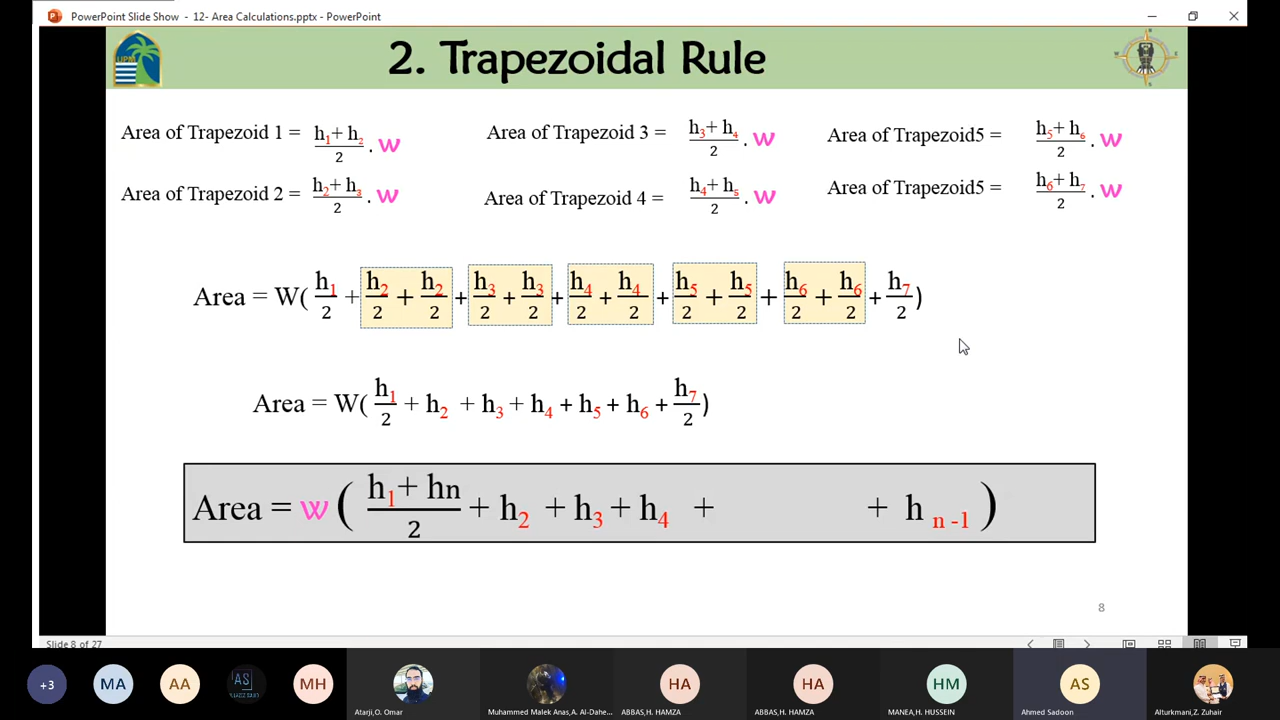 PowerPoint Slide Show - 12- Area Calculations.pptx - PowerPoint
UPM
2. Trapezoidal Rule
Area of Trapezoid 1 = h1+ h2 / 2 . w
Area of Trapezoid 3 = h3+ h4 / 2 . w
Area of Trapezoid5 = h5+ h6 / 2 . w
Area of Trapezoid 2 = h2+ h3 / 2 . w
Area of Trapezoid 4 = h4+ h5 / 2 . w
Area of Trapezoid5 = h6+ h7 / 2 . w
Area = W( h1/2 + h2/2 + h2/2 + h3/2 + h3/2 + h4/2 + h4/2 + h5/2 + h5/2 + h6/2 + h6/2 + h7/2 )
Area = W( h1/2 + h2 + h3 + h4 + h5 + h6 + h7/2 )
Area = w ( h1+ hn / 2 + h2 + h3 + h4 + + h n -1 )
8
Slide 8 of 27
+3
MA
AA
AS
MH
HA
HA
HM
AS
Atarji,O. Omar
Muhammed Malek Anas,A. Al-Dahe...
ABBAS,H. HAMZA
ABBAS,H. HAMZA
MANEA,H. HUSSEIN
Ahmed Sadoon
Alturkmani,Z. Zuhair